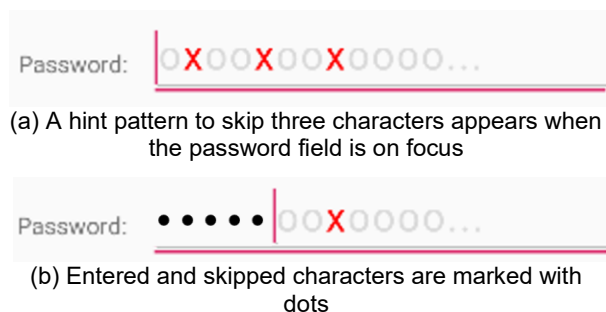 Password: OXOOXOOXOOOO...
(a) A hint pattern to skip three characters appears when
the password field is on focus
Password: •••••OOXOOOO...
(b) Entered and skipped characters are marked with
dots